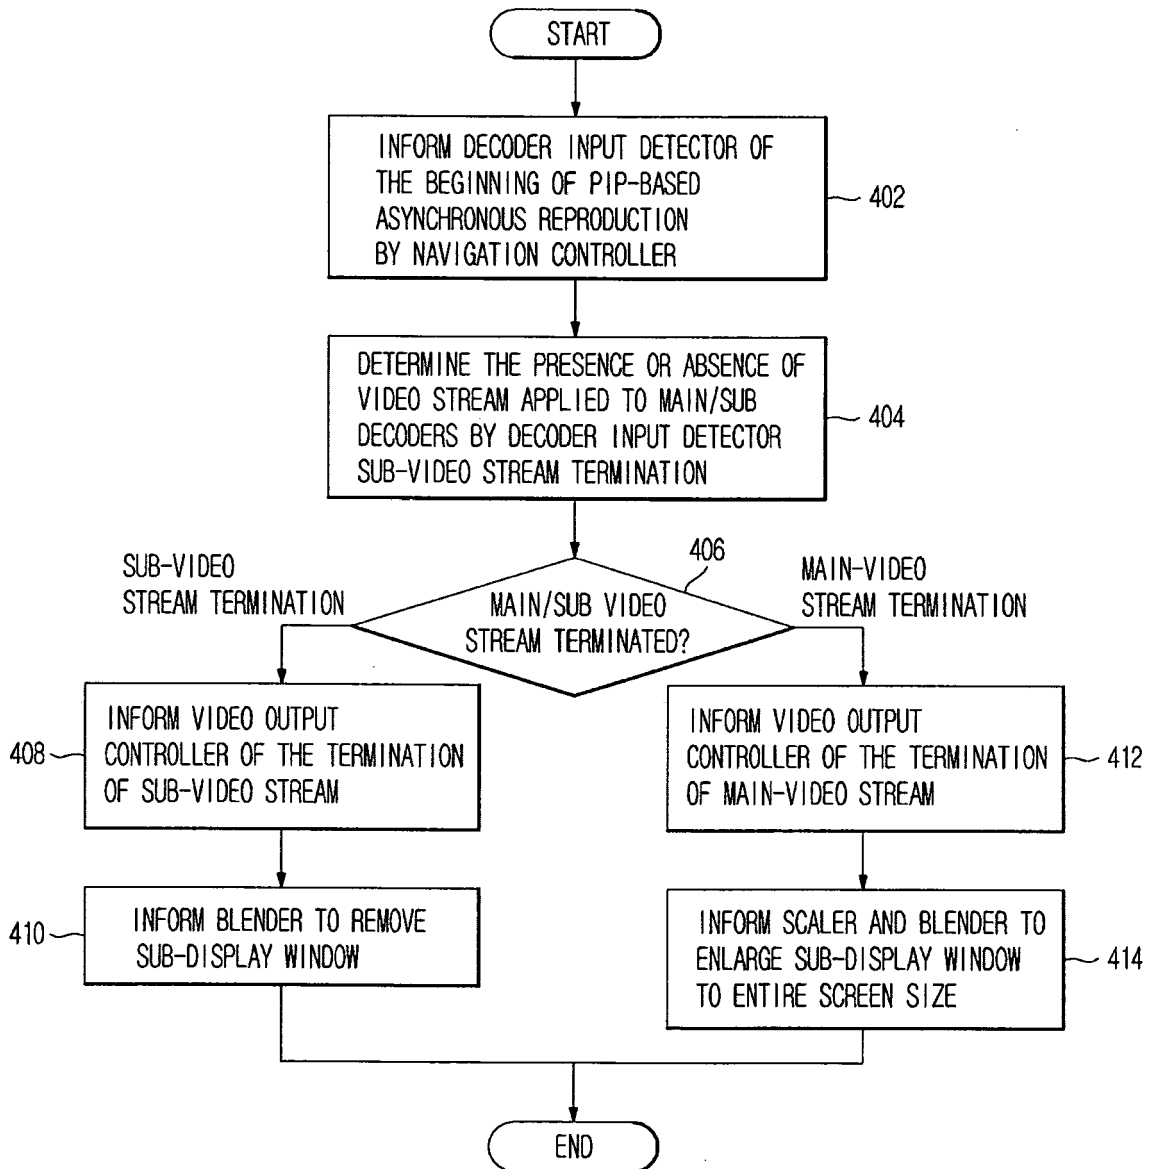 START
INFORM DECODER INPUT DETECTOR OF
THE BEGINNING OF PIP-BASED
ASYNCHRONOUS REPRODUCTION
BY NAVIGATION CONTROLLER
402
DETERMINE THE PRESENCE OR ABSENCE OF
VIDEO STREAM APPLIED TO MAIN/SUB
DECODERS BY DECODER INPUT DETECTOR
SUB-VIDEO STREAM TERMINATION
404
406
SUB-VIDEO
STREAM TERMINATION
MAIN/SUB VIDEO
STREAM TERMINATED?
MAIN-VIDEO
STREAM TERMINATION
INFORM VIDEO OUTPUT
CONTROLLER OF THE TERMINATION
OF SUB-VIDEO STREAM
408
INFORM VIDEO OUTPUT
CONTROLLER OF THE TERMINATION
OF MAIN-VIDEO STREAM
412
INFORM BLENDER TO REMOVE
SUB-DISPLAY WINDOW
410
INFORM SCALER AND BLENDER TO
ENLARGE SUB-DISPLAY WINDOW
TO ENTIRE SCREEN SIZE
414
END